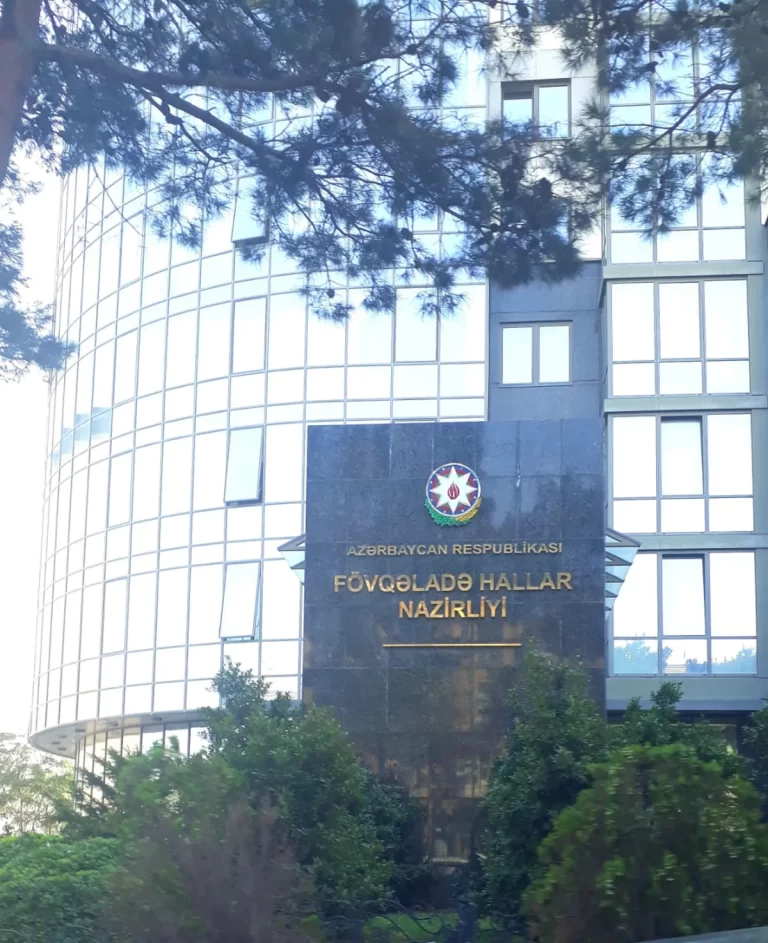 AZƏRBAYCAN RESPUBLİKASI
FÖVQƏLADƏ HALLAR
NAZİRLİYİ